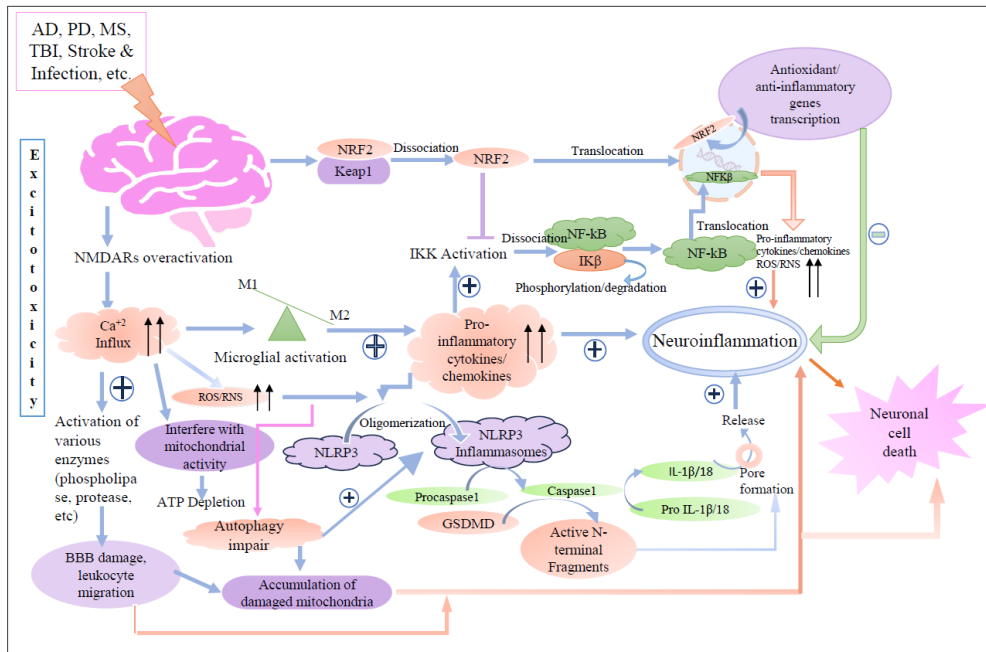 AD, PD, MS,
TBI, Stroke &
Infection, etc.
Excitotoxicity
Antioxidant/
anti-inflammatory
genes
transcription
NRF2
Keap1
Dissociation
NRF2
Translocation
NRF2
NFKβ
NMDARs overactivation
IKK Activation
Dissociation
NF-kB
IKβ
Phosphorylation/degradation
NF-kB
Translocation
Pro-inflammatory
cytokines/chemokines
ROS/RNS
Ca+2
Influx
M1
M2
Microglial activation
Pro-
inflammatory
cytokines/
chemokines
Neuroinflammation
Neuronal
cell
death
ROS/RNS
Activation of
various
enzymes
(phospholipa
se, protease,
etc)
Interfere with
mitochondrial
activity
ATP Depletion
Autophagy
impair
Oligomerization
NLRP3
NLRP3
Inflammasomes
Procaspase1
Caspase1
GSDMD
Active N-
terminal
Fragments
IL-1β/18
Pro IL-1β/18
Release
Pore
formation
BBB damage,
leukocyte
migration
Accumulation of
damaged mitochondria